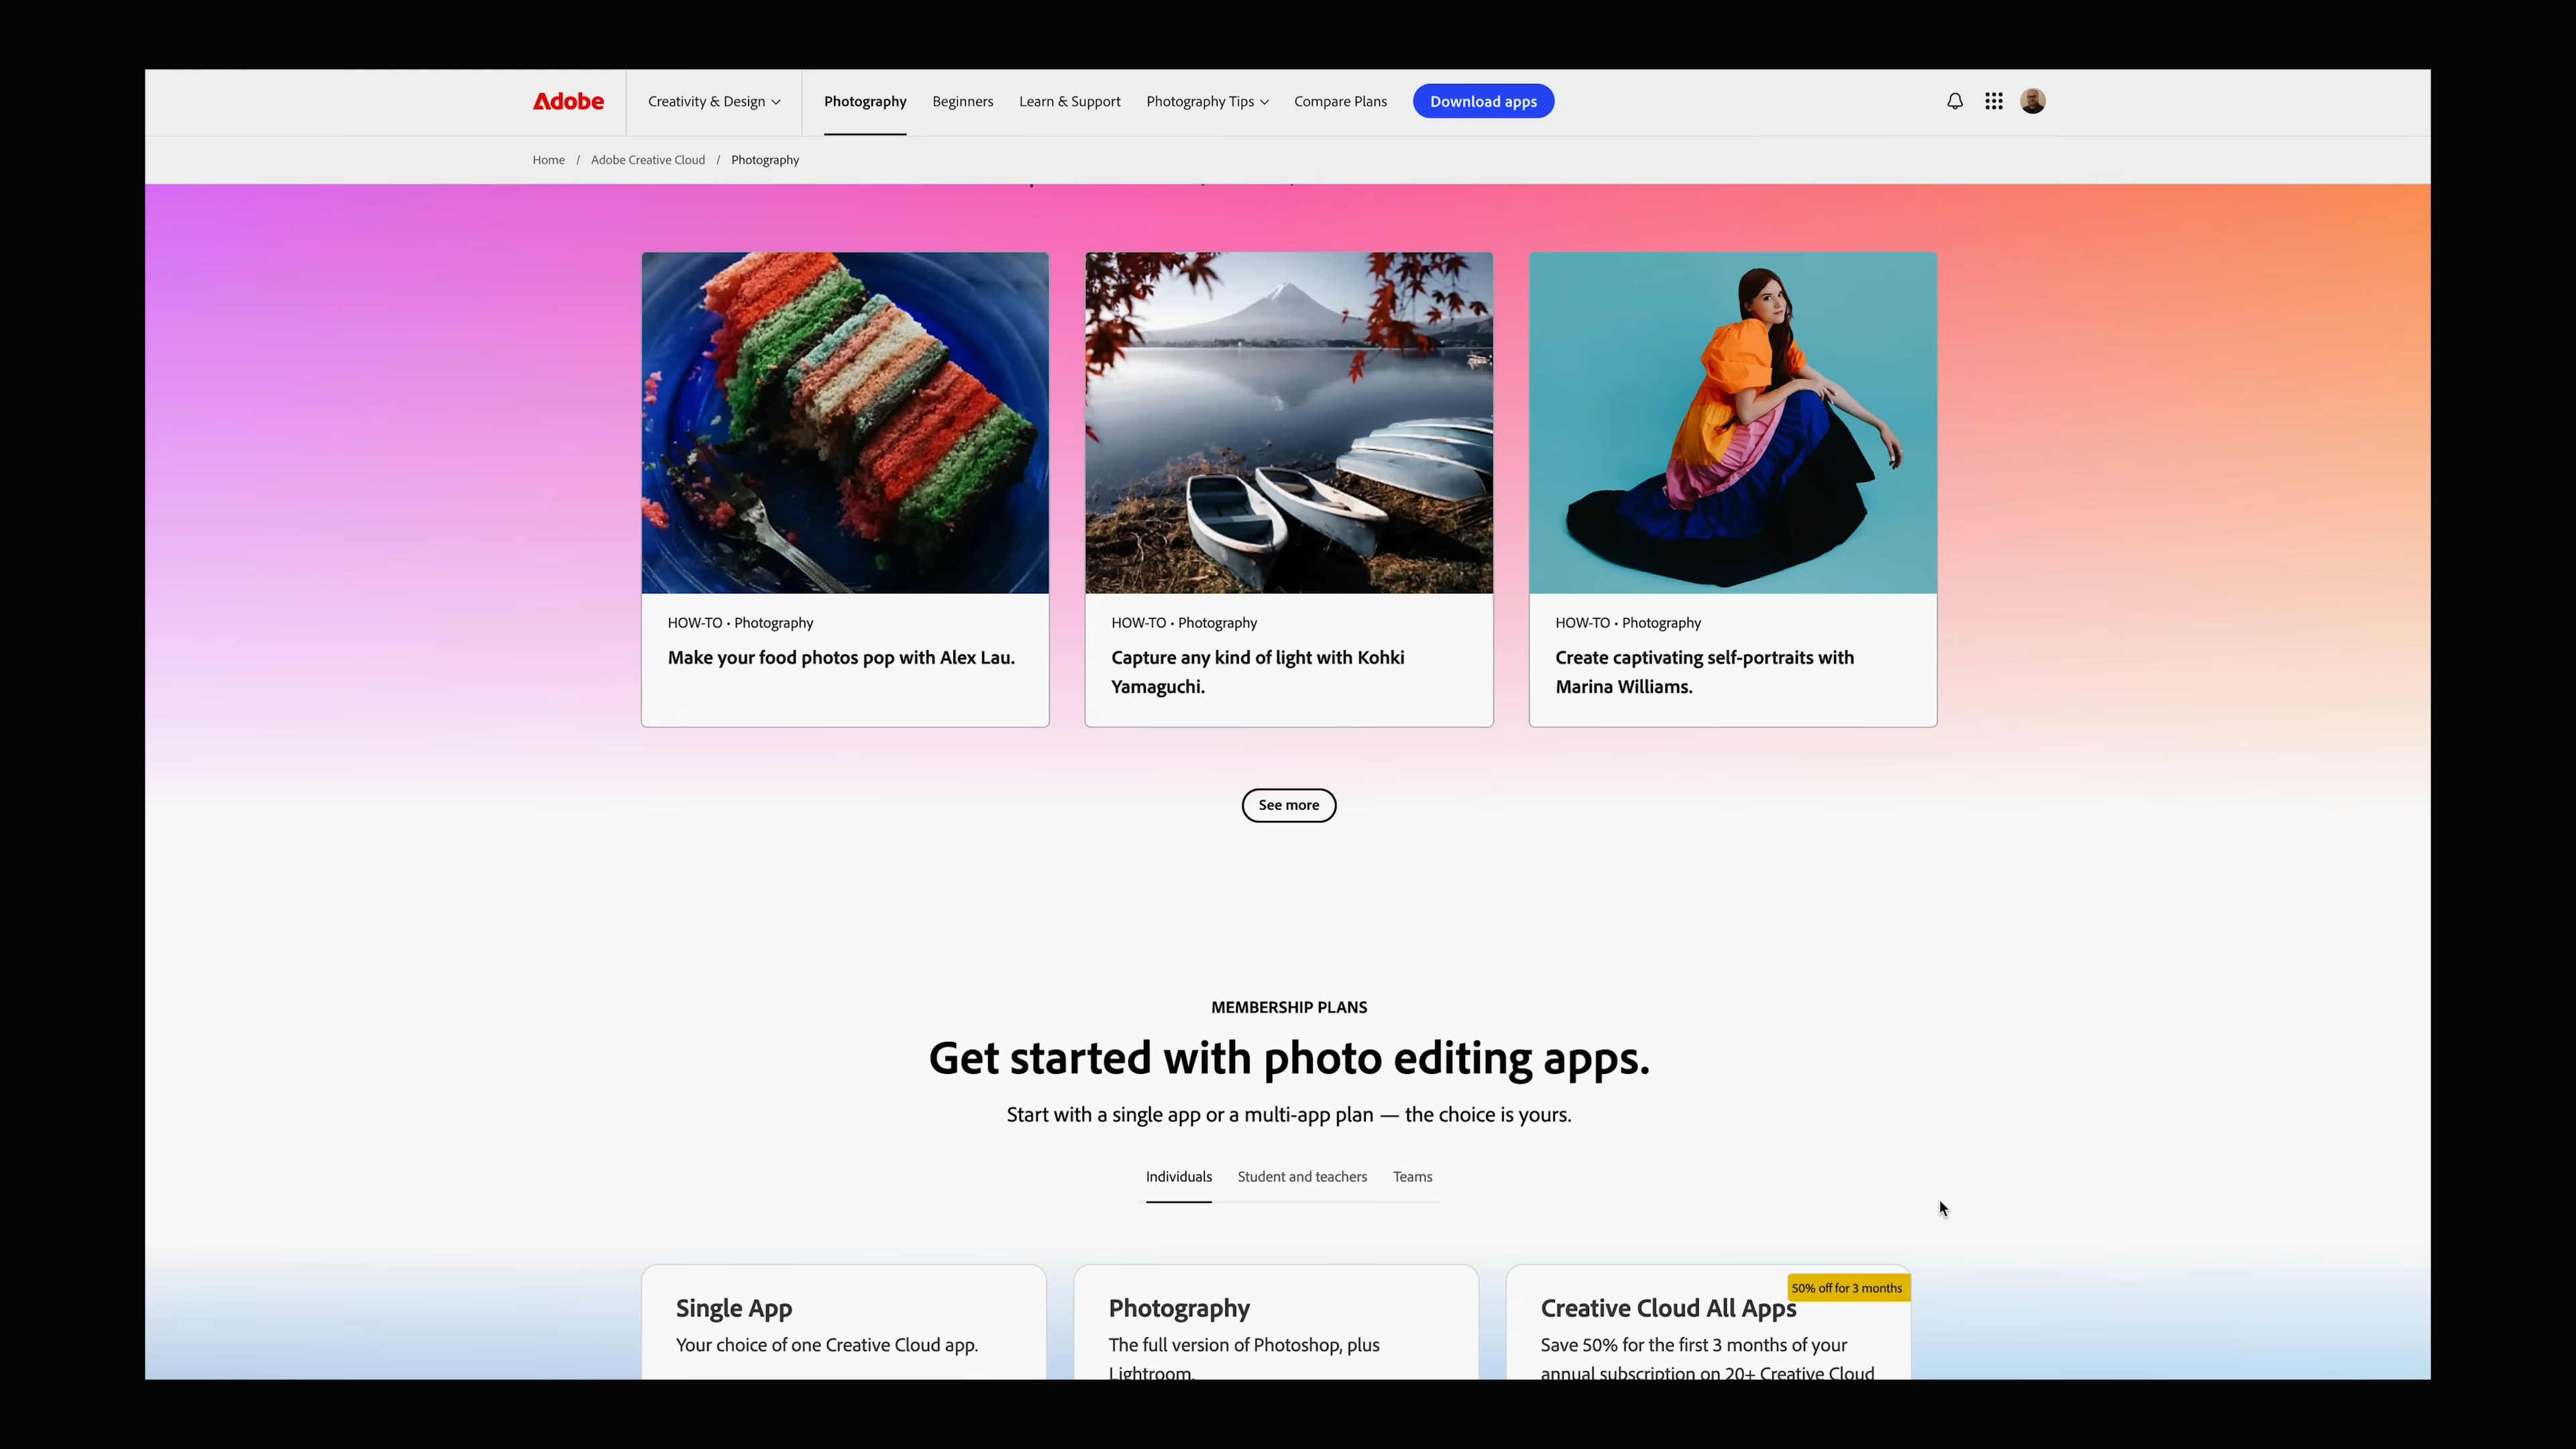 Adobe
Creativity & Design
Photography
Beginners
Learn & Support
Photography Tips
Compare Plans
Download apps
Home / Adobe Creative Cloud / Photography
HOW-TO • Photography
Make your food photos pop with Alex Lau.
HOW-TO • Photography
Capture any kind of light with Kohki
Yamaguchi.
HOW-TO • Photography
Create captivating self-portraits with
Marina Williams.
See more
MEMBERSHIP PLANS
Get started with photo editing apps.
Start with a single app or a multi-app plan — the choice is yours.
Individuals
Student and teachers
Teams
Single App
Your choice of one Creative Cloud app.
Photography
The full version of Photoshop, plus
Lightroom.
50% off for 3 months
Creative Cloud All Apps
Save 50% for the first 3 months of your
annual subscription on 20+ Creative Cloud